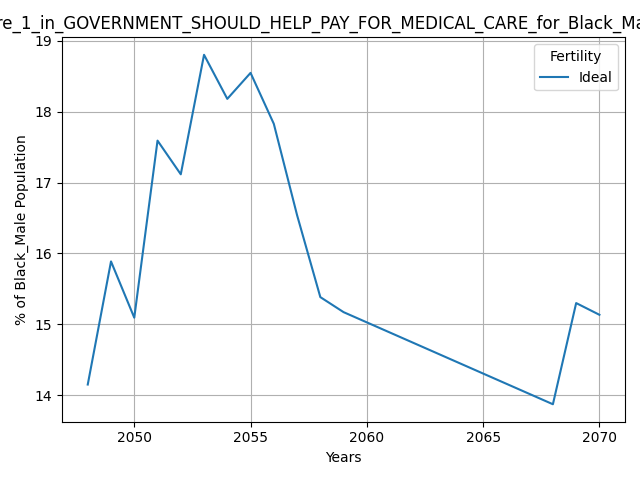 re_1_in_GOVERNMENT_SHOULD_HELP_PAY_FOR_MEDICAL_CARE_for_Black_Ma
19
18
17
16
15
14
% of Black_Male Population
Fertility
Ideal
2050 2055 2060 2065 2070
Years